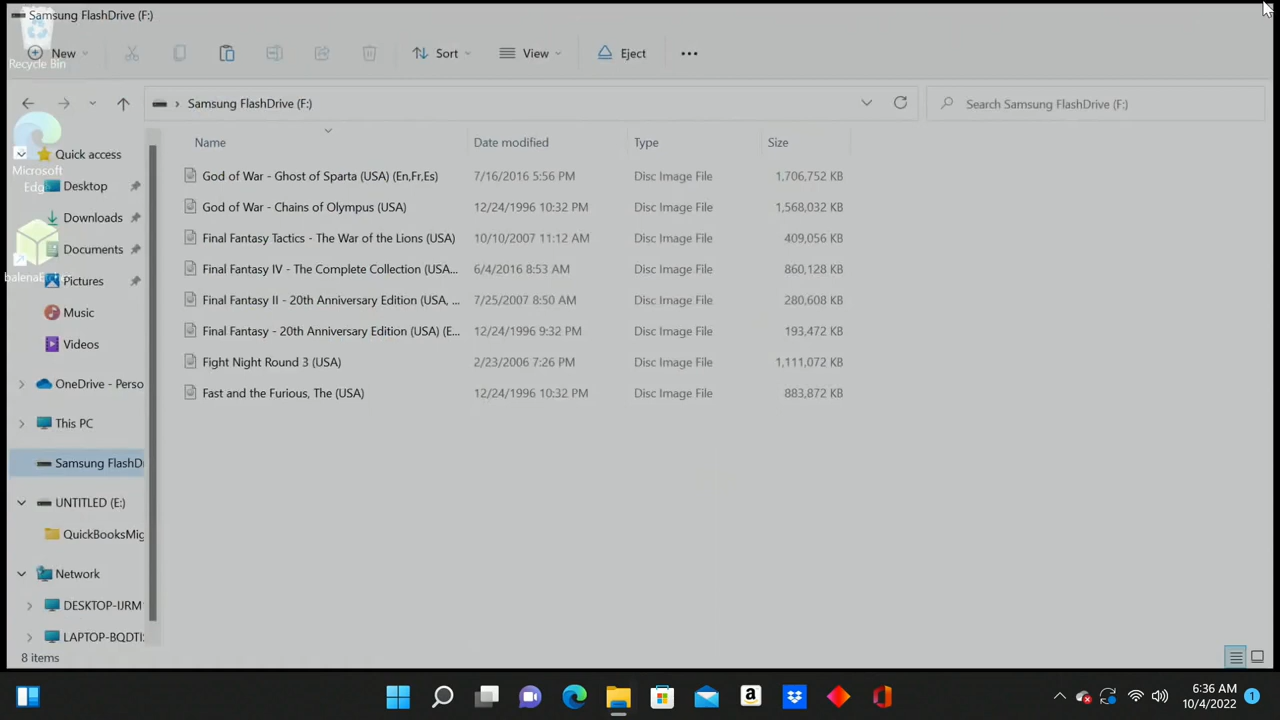 Samsung FlashDrive (F:)
Recycle Bin
New
Sort
View
Eject
Samsung FlashDrive (F:)
Search Samsung FlashDrive (F:)
Name
Date modified
Type
Size
God of War - Ghost of Sparta (USA) (En,Fr,Es) 7/16/2016 5:56 PM Disc Image File 1,706,752 KB
God of War - Chains of Olympus (USA) 12/24/1996 10:32 PM Disc Image File 1,568,032 KB
Final Fantasy Tactics - The War of the Lions (USA) 10/10/2007 11:12 AM Disc Image File 409,056 KB
Final Fantasy IV - The Complete Collection (USA... 6/4/2016 8:53 AM Disc Image File 860,128 KB
Final Fantasy II - 20th Anniversary Edition (USA, ... 7/25/2007 8:50 AM Disc Image File 280,608 KB
Final Fantasy - 20th Anniversary Edition (USA) (E... 12/24/1996 9:32 PM Disc Image File 193,472 KB
Fight Night Round 3 (USA) 2/23/2006 7:26 PM Disc Image File 1,111,072 KB
Fast and the Furious, The (USA) 12/24/1996 10:32 PM Disc Image File 883,872 KB
Quick access
Microsoft
Edge
Desktop
Downloads
Documents
Pictures
Music
Videos
OneDrive - Perso
This PC
Samsung FlashD
UNTITLED (E:)
QuickBooksMig
Network
DESKTOP-IJRM
LAPTOP-BQDTI
8 items
6:36 AM
10/4/2022
1